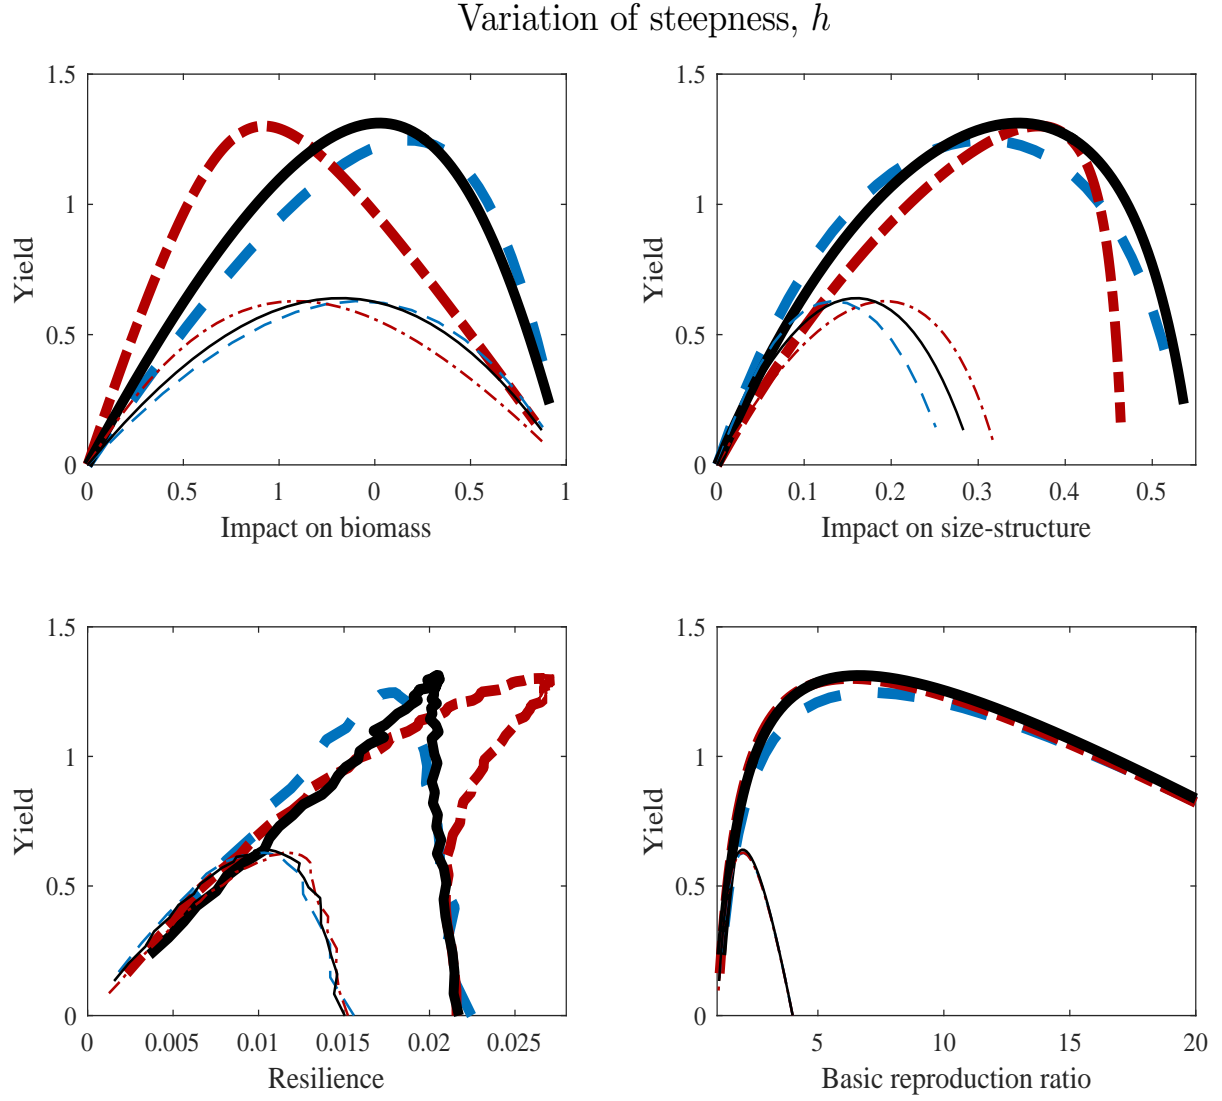 Variation of steepness, h
1.5
1
0.5
0
Yield
0 0.5 1 0 0.5 1
Impact on biomass
1.5
1
0.5
0
Yield
0 0.1 0.2 0.3 0.4 0.5
Impact on size-structure
1.5
1
0.5
0
Yield
0 0.005 0.01 0.015 0.02 0.025
Resilience
1.5
1
0.5
0
Yield
5 10 15 20
Basic reproduction ratio